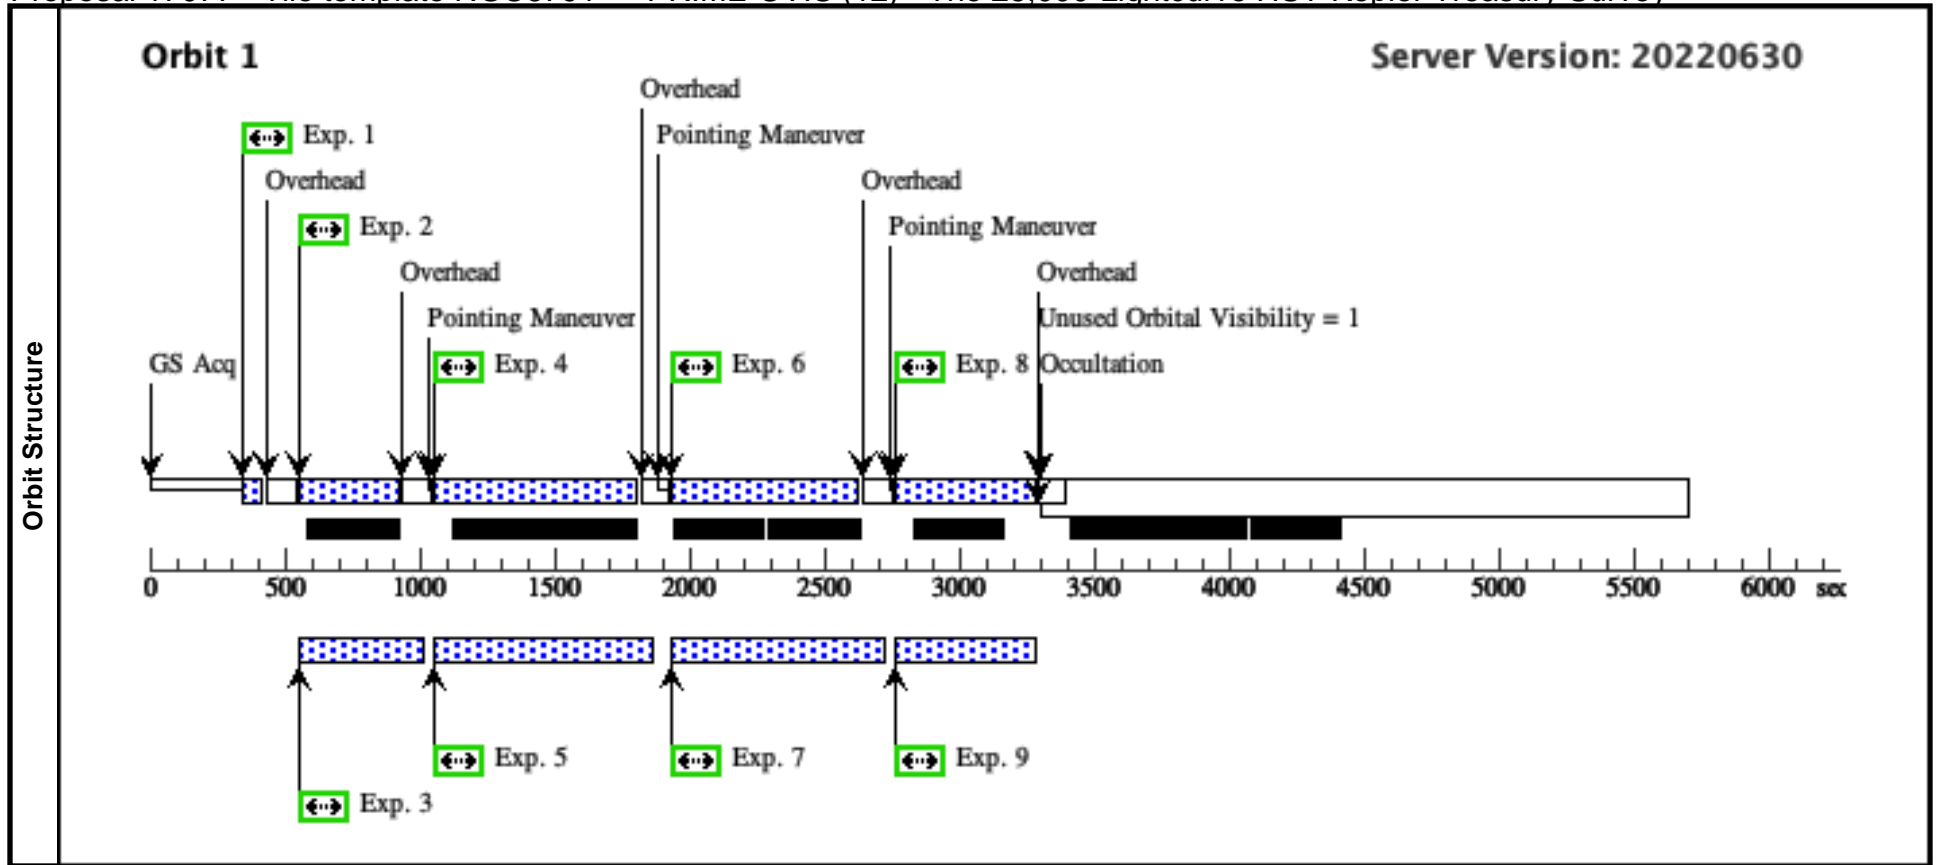 Orbit 1
Server Version: 20220630
Overhead
Exp. 1
Pointing Maneuver
Overhead
Overhead
Exp. 2
Pointing Maneuver
Overhead
Overhead
Pointing Maneuver
Unused Orbital Visibility = 1
GS Acq
Exp. 4
Exp. 6
Exp. 8
Occultation
Orbit Structure
0
500
1000
1500
2000
2500
3000
3500
4000
4500
5000
5500
6000
sec
Exp. 5
Exp. 7
Exp. 9
Exp. 3